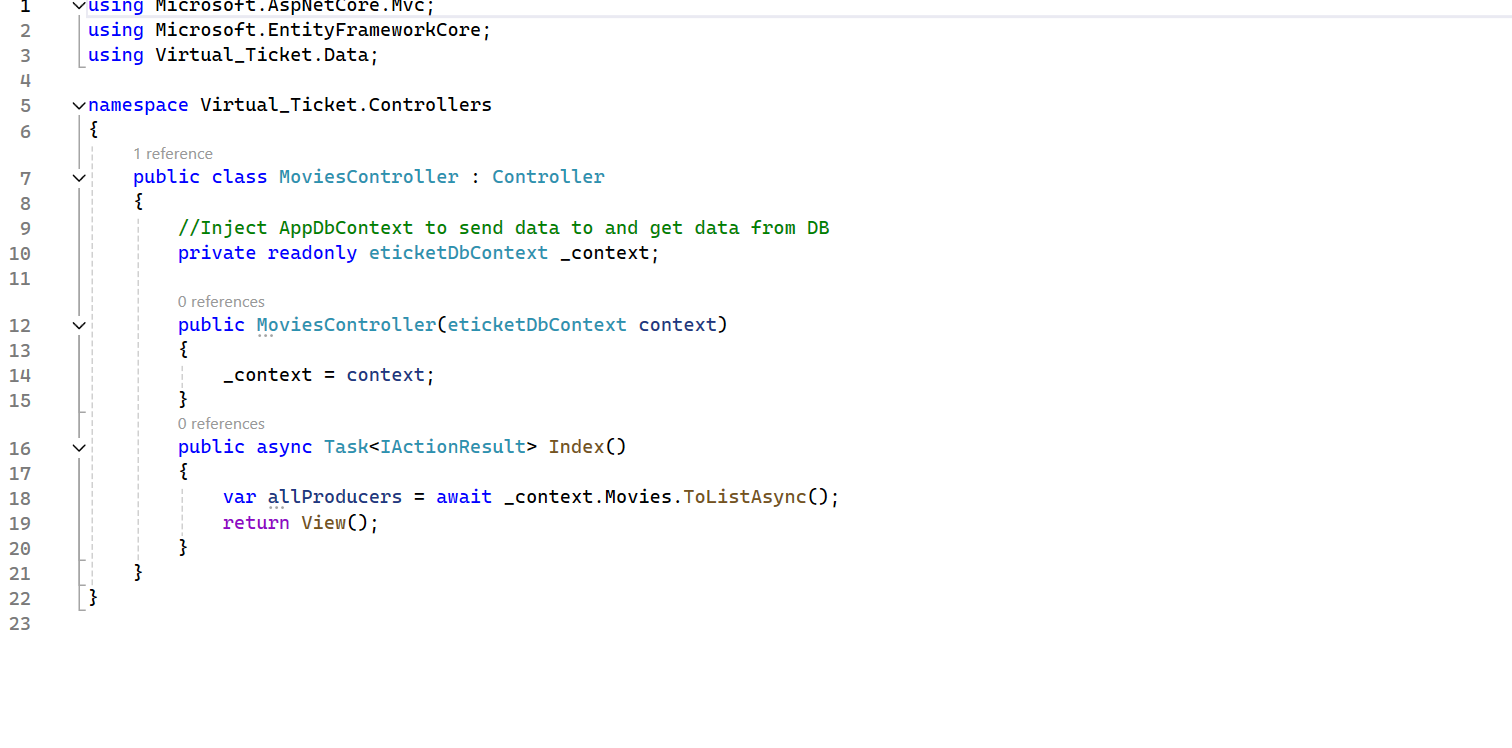 1 using Microsoft.AspNetCore.Mvc;
2 using Microsoft.EntityFrameworkCore;
3 using Virtual_Ticket.Data;
4
5 namespace Virtual_Ticket.Controllers
6 {
1 reference
7 public class MoviesController : Controller
8 {
9 //Inject AppDbContext to send data to and get data from DB
10 private readonly eticketDbContext _context;
11
0 references
12 public MoviesController(eticketDbContext context)
13 {
14 _context = context;
15 }
0 references
16 public async Task<IActionResult> Index()
17 {
18 var allProducers = await _context.Movies.ToListAsync();
19 return View();
20 }
21 }
22 }
23